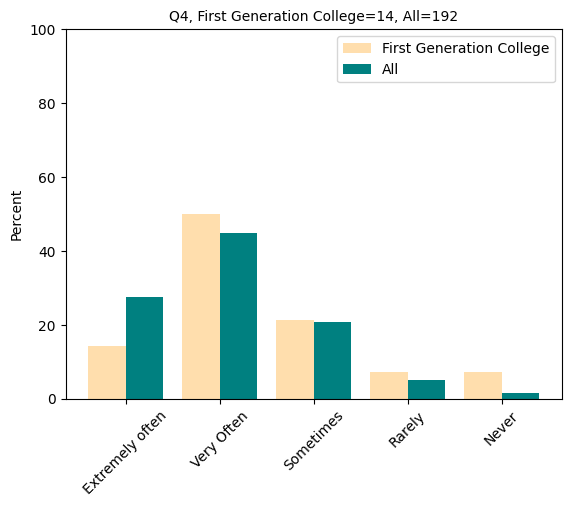 Q4, First Generation College=14, All=192
First Generation College
All
100
80
60
40
20
0
Percent
Extremely often
Very Often
Sometimes
Rarely
Never